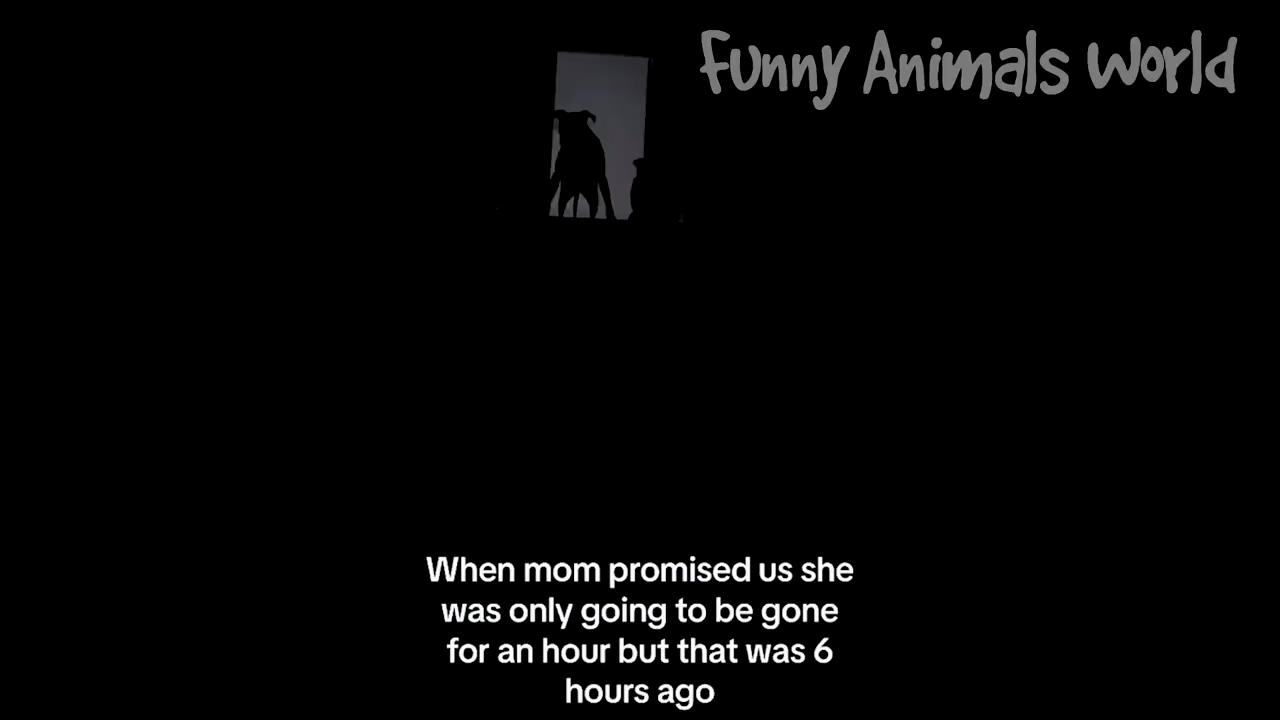 Funny Animals World
When mom promised us she
was only going to be gone
for an hour but that was 6
hours ago